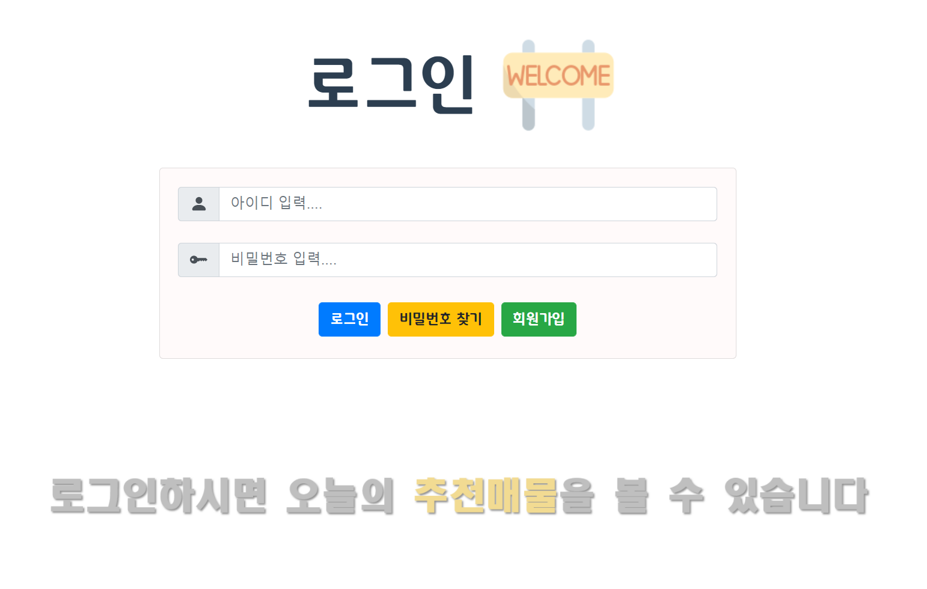 로그인 WELCOME
아이디 입력....
비밀번호 입력....
로그인 비밀번호 찾기 회원가입
로그인하시면 오늘의 추천매물을 볼 수 있습니다